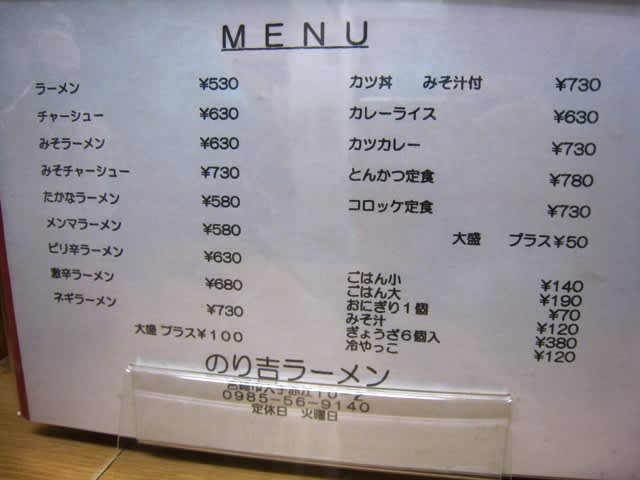 MENU
ラーメン ¥530
チャーシュー ¥630
みそラーメン ¥630
みそチャーシュー ¥730
たかなラーメン ¥580
メンマラーメン ¥580
ピリ辛ラーメン ¥630
激辛ラーメン ¥680
ネギラーメン ¥730
大盛 プラス¥100
カツ丼 みそ汁付 ¥730
カレーライス ¥630
カツカレー ¥730
とんかつ定食 ¥780
コロッケ定食 ¥730
大盛 プラス¥50
ごはん小 ¥140
ごはん大 ¥190
おにぎり1個 ¥70
みそ汁 ¥120
ぎょうざ6個入 ¥380
冷やっこ ¥120
のり吉ラーメン
0985-56-9140
定休日 火曜日